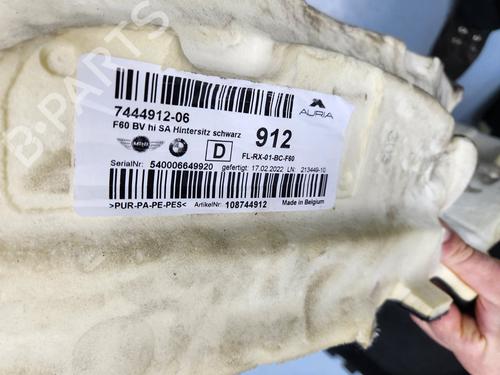 7444912-06
F60 BV hi SA Hintersitz schwarz
912
AURIA
MINI
D
FL-RX-01-BC-F60
SerialNr: 540006649920 gefertigt: 17.02.2022 LN: 213449-10
>PUR-PA-PE-PES< ArtikelNr: 108744912 Made in Belgium
B-PARTS